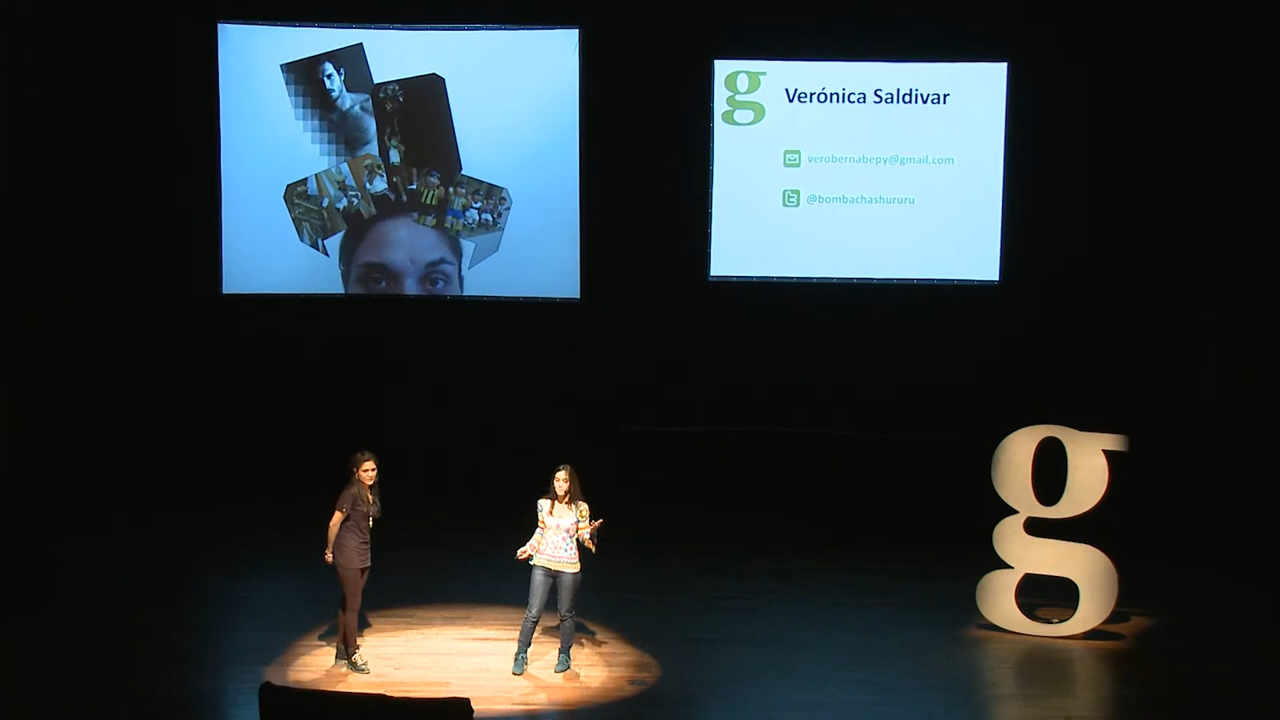 g
Verónica Saldivar
verobernabepy@gmail.com
@bombachashururu
g